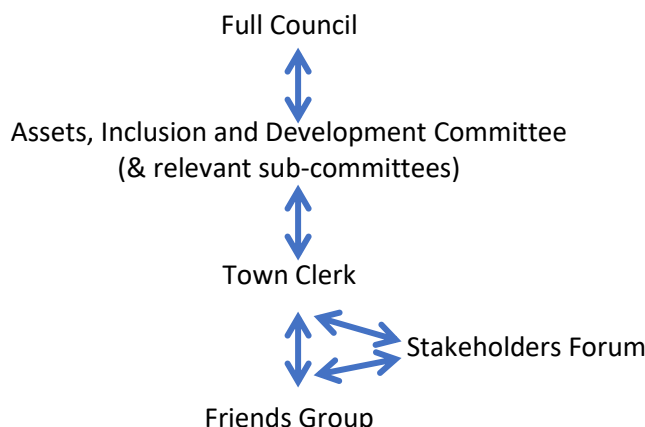 Full Council
Assets, Inclusion and Development Committee
(& relevant sub-committees)
Town Clerk
Stakeholders Forum
Friends Group